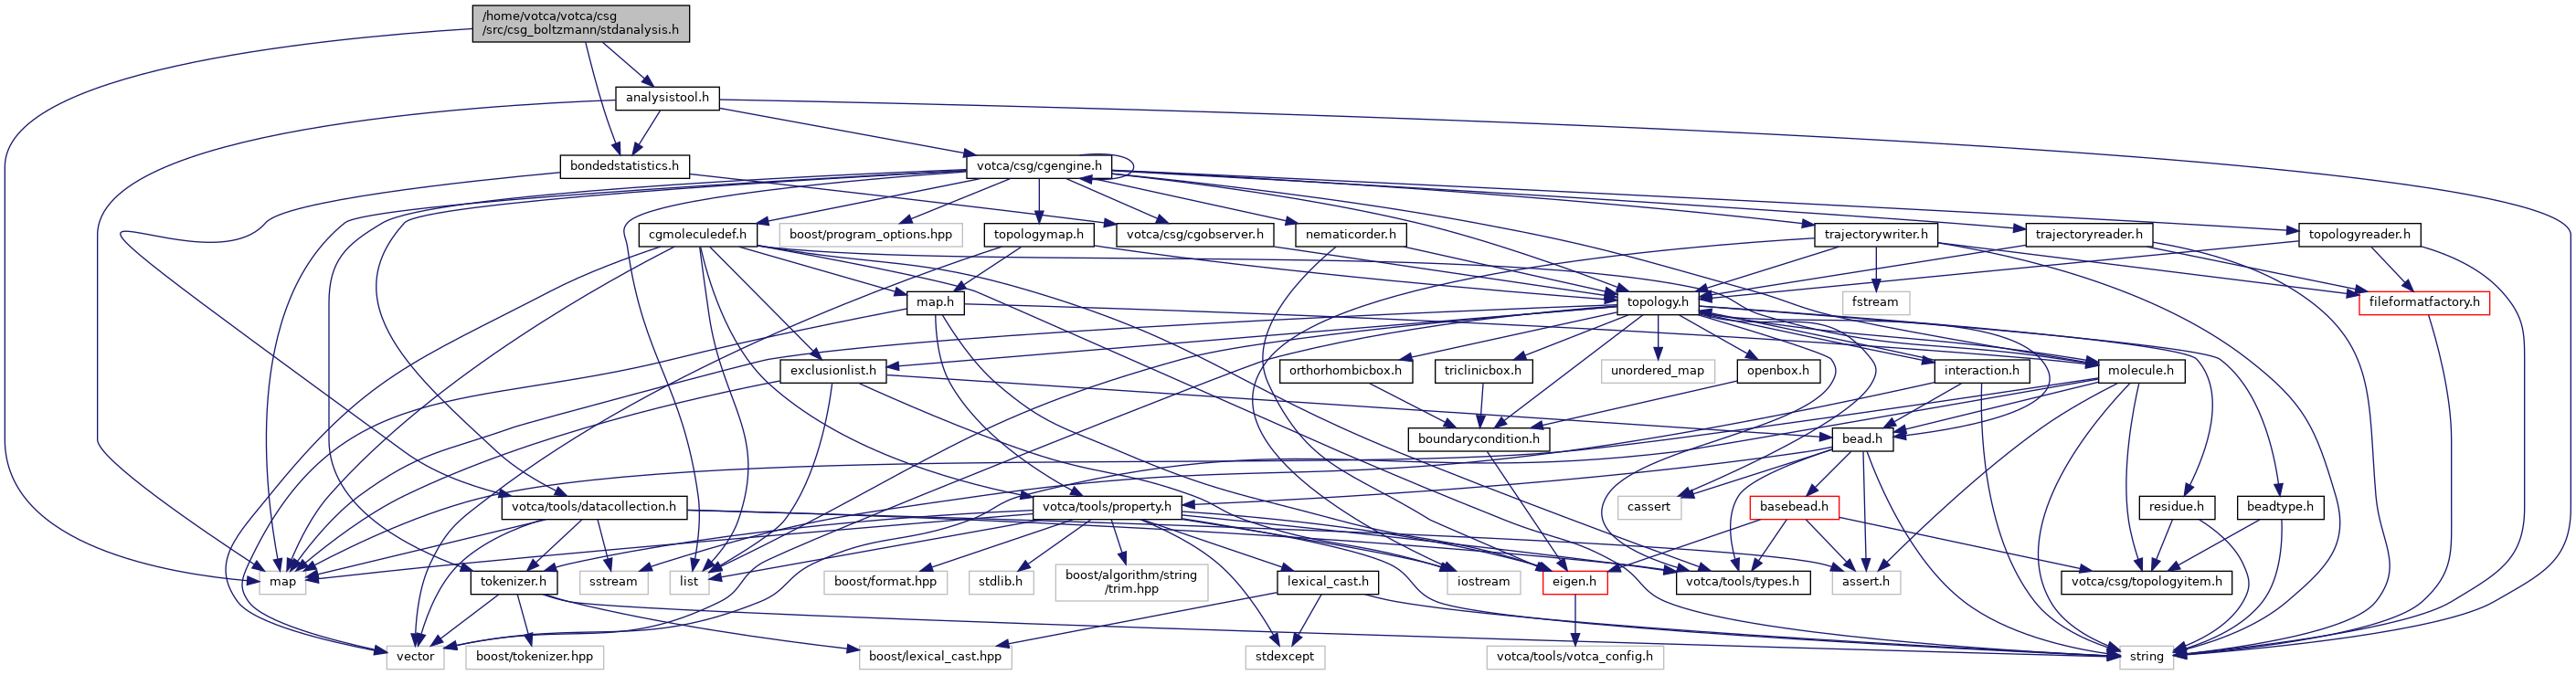 /home/votca/votca/csg
/src/csg_boltzmann/stdanalysis.h
analysistool.h
bondedstatistics.h
votca/csg/cgengine.h
cgmoleculedef.h
boost/program_options.hpp
topologymap.h
votca/csg/cgobserver.h
nematicorder.h
trajectorywriter.h
trajectoryreader.h
topologyreader.h
map.h
topology.h
fstream
fileformatfactory.h
exclusionlist.h
orthorhombicbox.h
triclinicbox.h
unordered_map
openbox.h
interaction.h
molecule.h
boundarycondition.h
bead.h
votca/tools/datacollection.h
votca/tools/property.h
cassert
basebead.h
residue.h
beadtype.h
map
tokenizer.h
sstream
list
boost/format.hpp
stdlib.h
boost/algorithm/string
/trim.hpp
lexical_cast.h
iostream
eigen.h
votca/tools/types.h
assert.h
votca/csg/topologyitem.h
vector
boost/tokenizer.hpp
boost/lexical_cast.hpp
stdexcept
votca/tools/votca_config.h
string